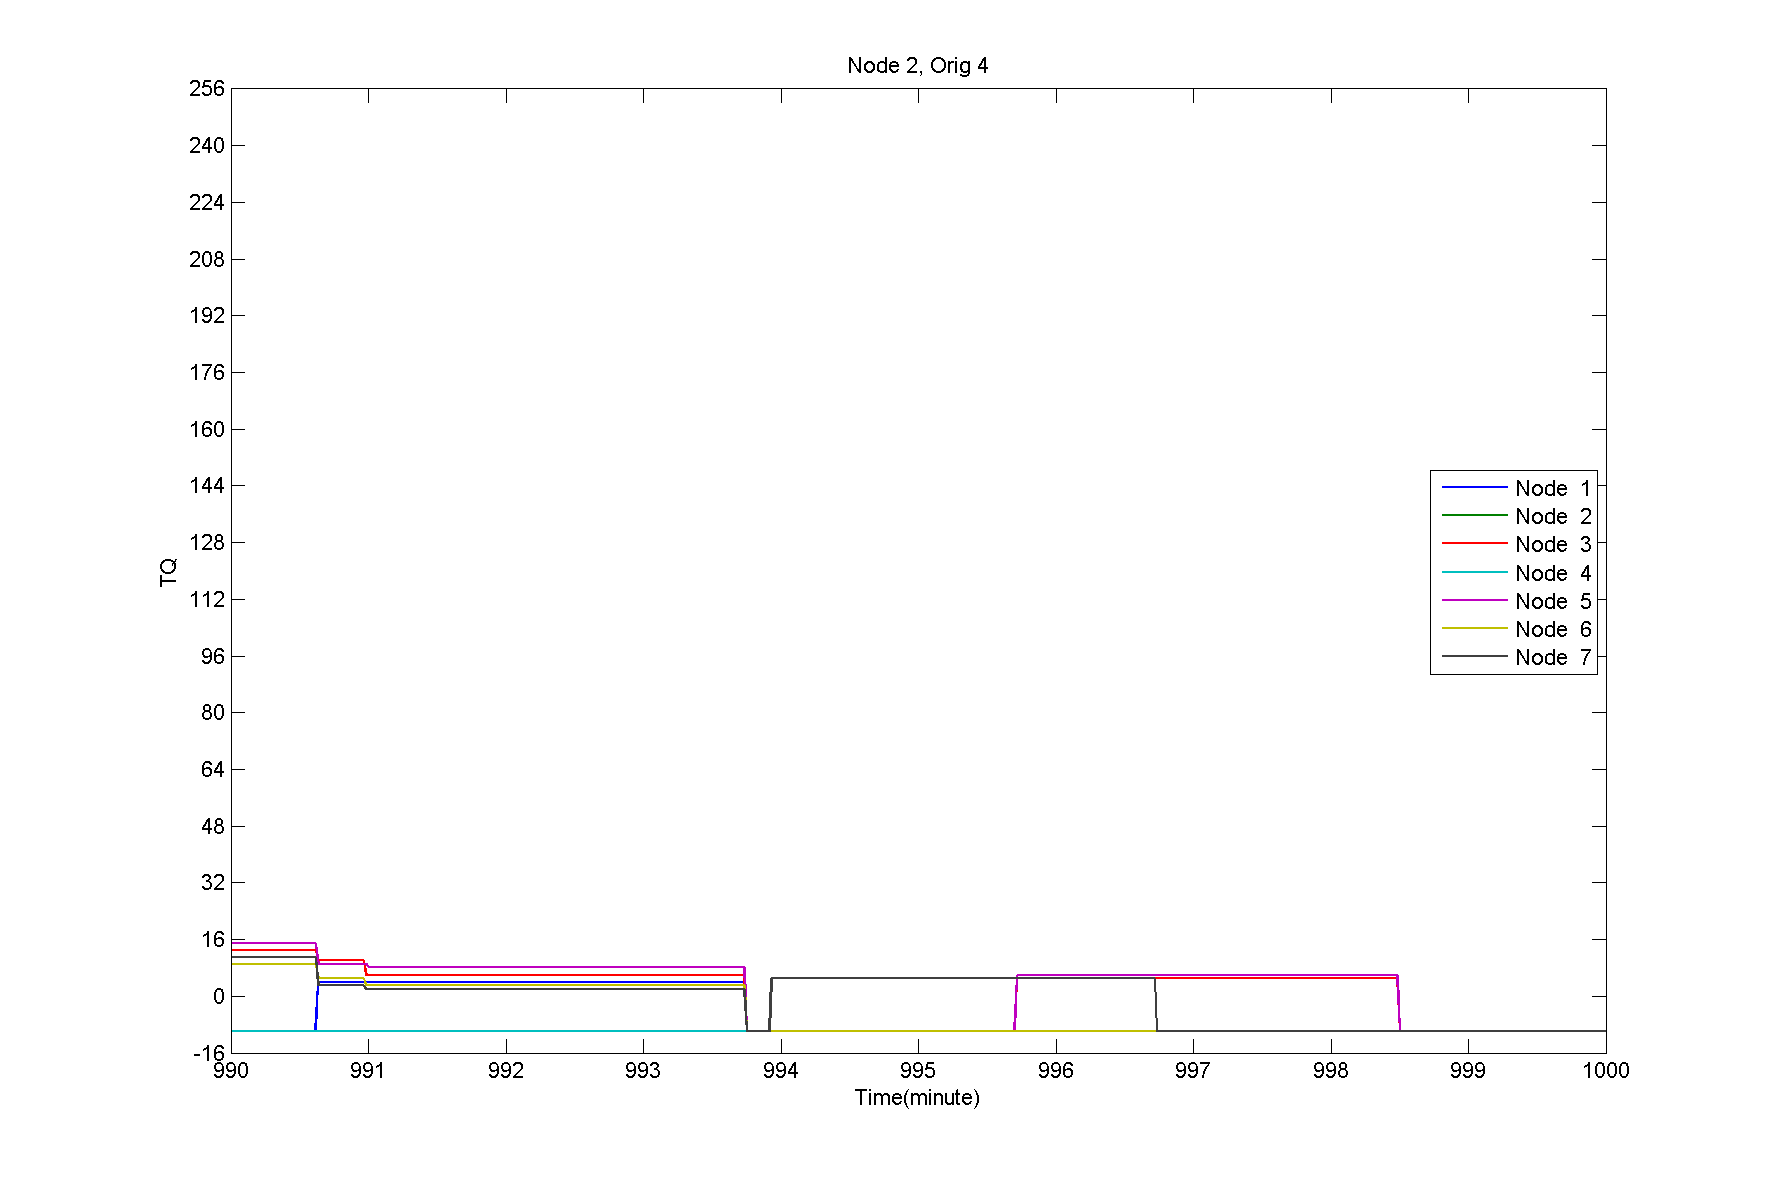 Node 2, Orig 4
256
240
224
208
192
176
160
144
128
112
96
80
64
48
32
16
0
-16
TQ
Node 1
Node 2
Node 3
Node 4
Node 5
Node 6
Node 7
990 991 992 993 994 995 996 997 998 999 1000
Time(minute)